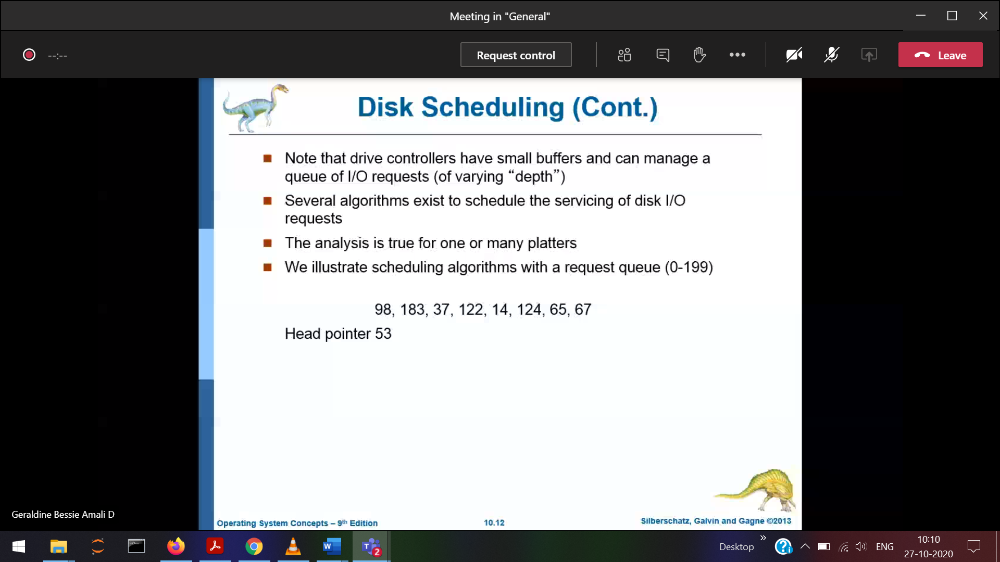 Meeting in "General"
--:--
Request control
Leave
Disk Scheduling (Cont.)
Note that drive controllers have small buffers and can manage a
queue of I/O requests (of varying “depth”)
Several algorithms exist to schedule the servicing of disk I/O
requests
The analysis is true for one or many platters
We illustrate scheduling algorithms with a request queue (0-199)
98, 183, 37, 122, 14, 124, 65, 67
Head pointer 53
Geraldine Bessie Amali D
Operating System Concepts – 9th Edition
10.12
Silberschatz, Galvin and Gagne ©2013
W
T
2
Desktop
ENG
10:10
27-10-2020